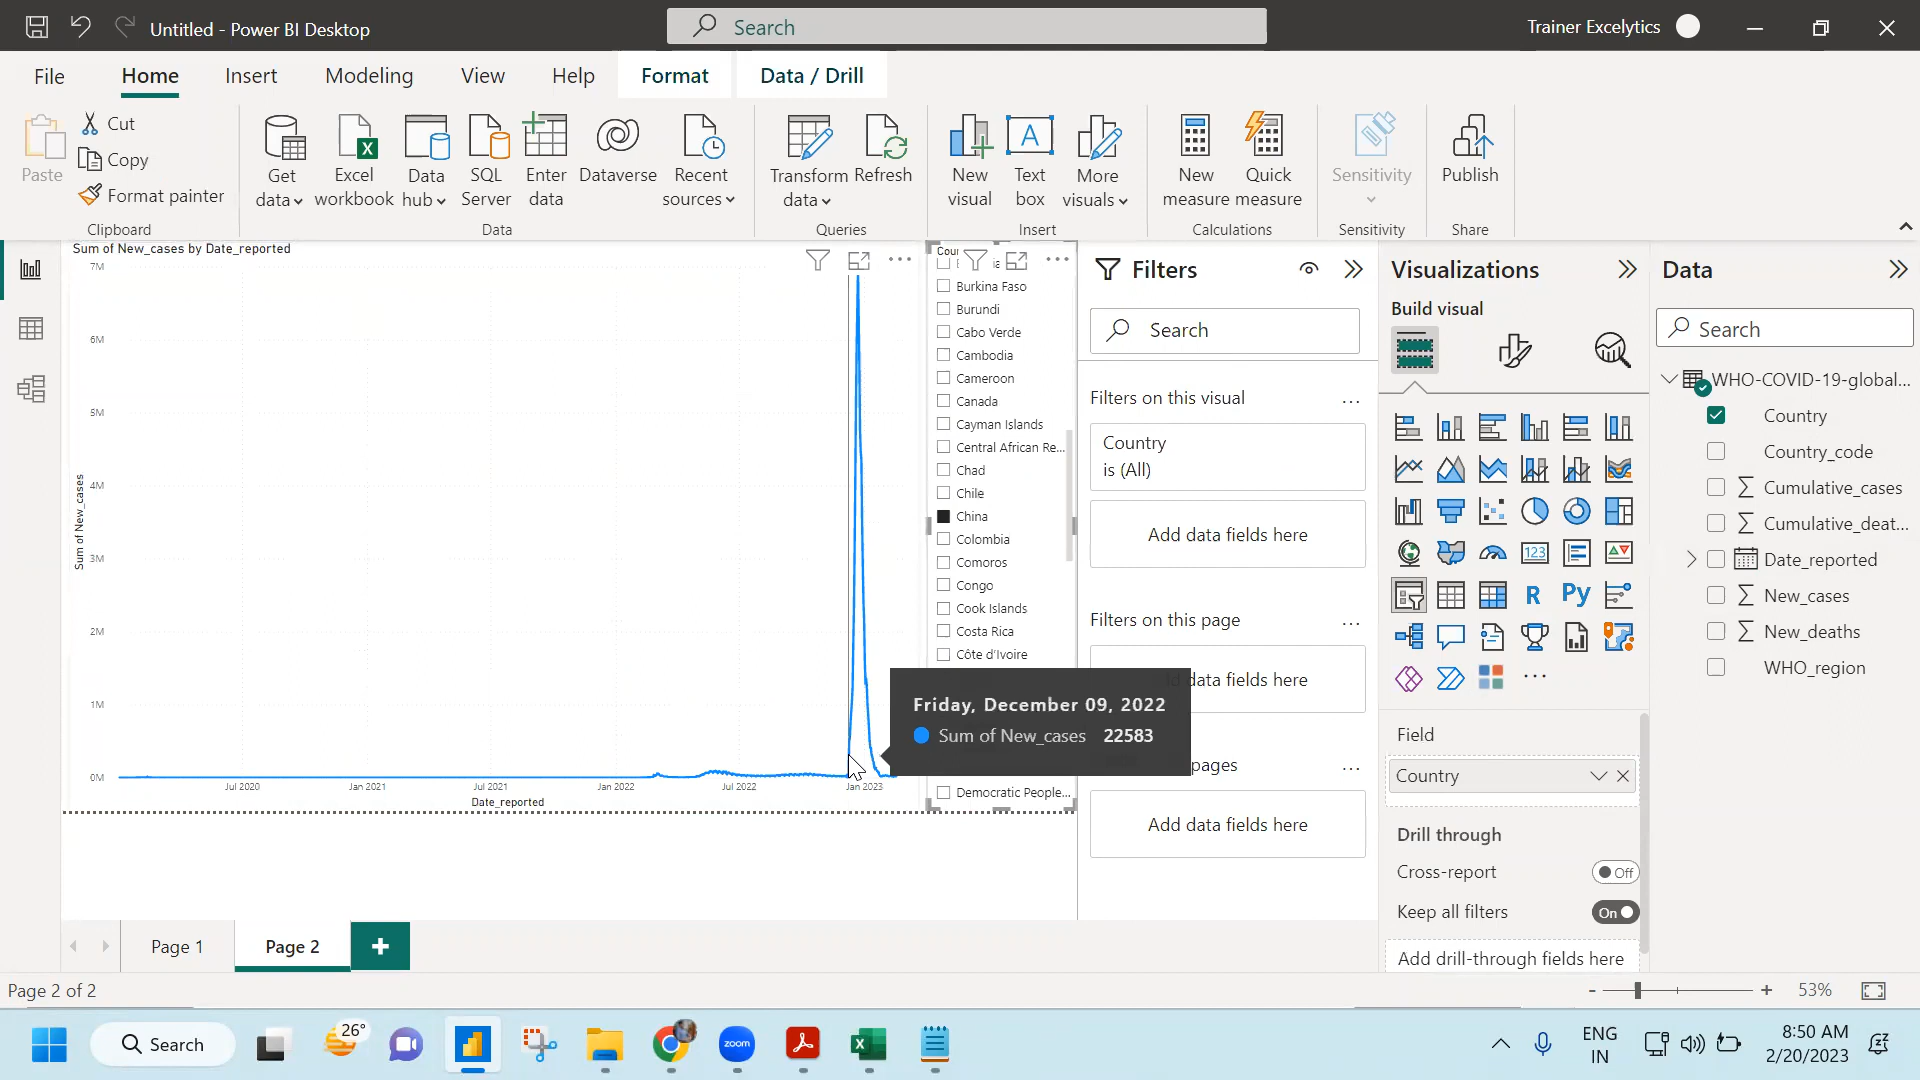 Untitled - Power BI Desktop
Search
Trainer Excelytics
File
Home
Insert
Modeling
View
Help
Format
Data / Drill
Paste
Cut
Copy
Format painter
Clipboard
Get data
Excel workbook
Data hub
SQL Server
Enter data
Dataverse
Recent sources
Data
Transform data
Refresh
Queries
New visual
Text box
More visuals
Insert
New measure
Quick measure
Calculations
Sensitivity
Sensitivity
Publish
Share
Sum of New_cases by Date_reported
7M
6M
5M
4M
3M
2M
1M
0M
Sum of New_cases
Jul 2020
Jan 2021
Jul 2021
Jan 2022
Jul 2022
Jan 2023
Date_reported
Burkina Faso
Burundi
Cabo Verde
Cambodia
Cameroon
Canada
Cayman Islands
Central African Re...
Chad
Chile
China
Colombia
Comoros
Congo
Cook Islands
Costa Rica
Côte d'Ivoire
Democratic People...
Friday, December 09, 2022
Sum of New_cases 22583
Filters
Search
Filters on this visual
...
Country
is (All)
Add data fields here
Filters on this page
...
data fields here
pages
...
Add data fields here
Visualizations
Build visual
123
R
Py
...
Field
Country
Drill through
Cross-report
Off
Keep all filters
On
Add drill-through fields here
Data
Search
WHO-COVID-19-global...
Country
Country_code
Cumulative_cases
Cumulative_deat...
Date_reported
New_cases
New_deaths
WHO_region
Page 1
Page 2
+
Page 2 of 2
- + 53%
Search
26°
zoom
ENG
IN
8:50 AM
2/20/2023